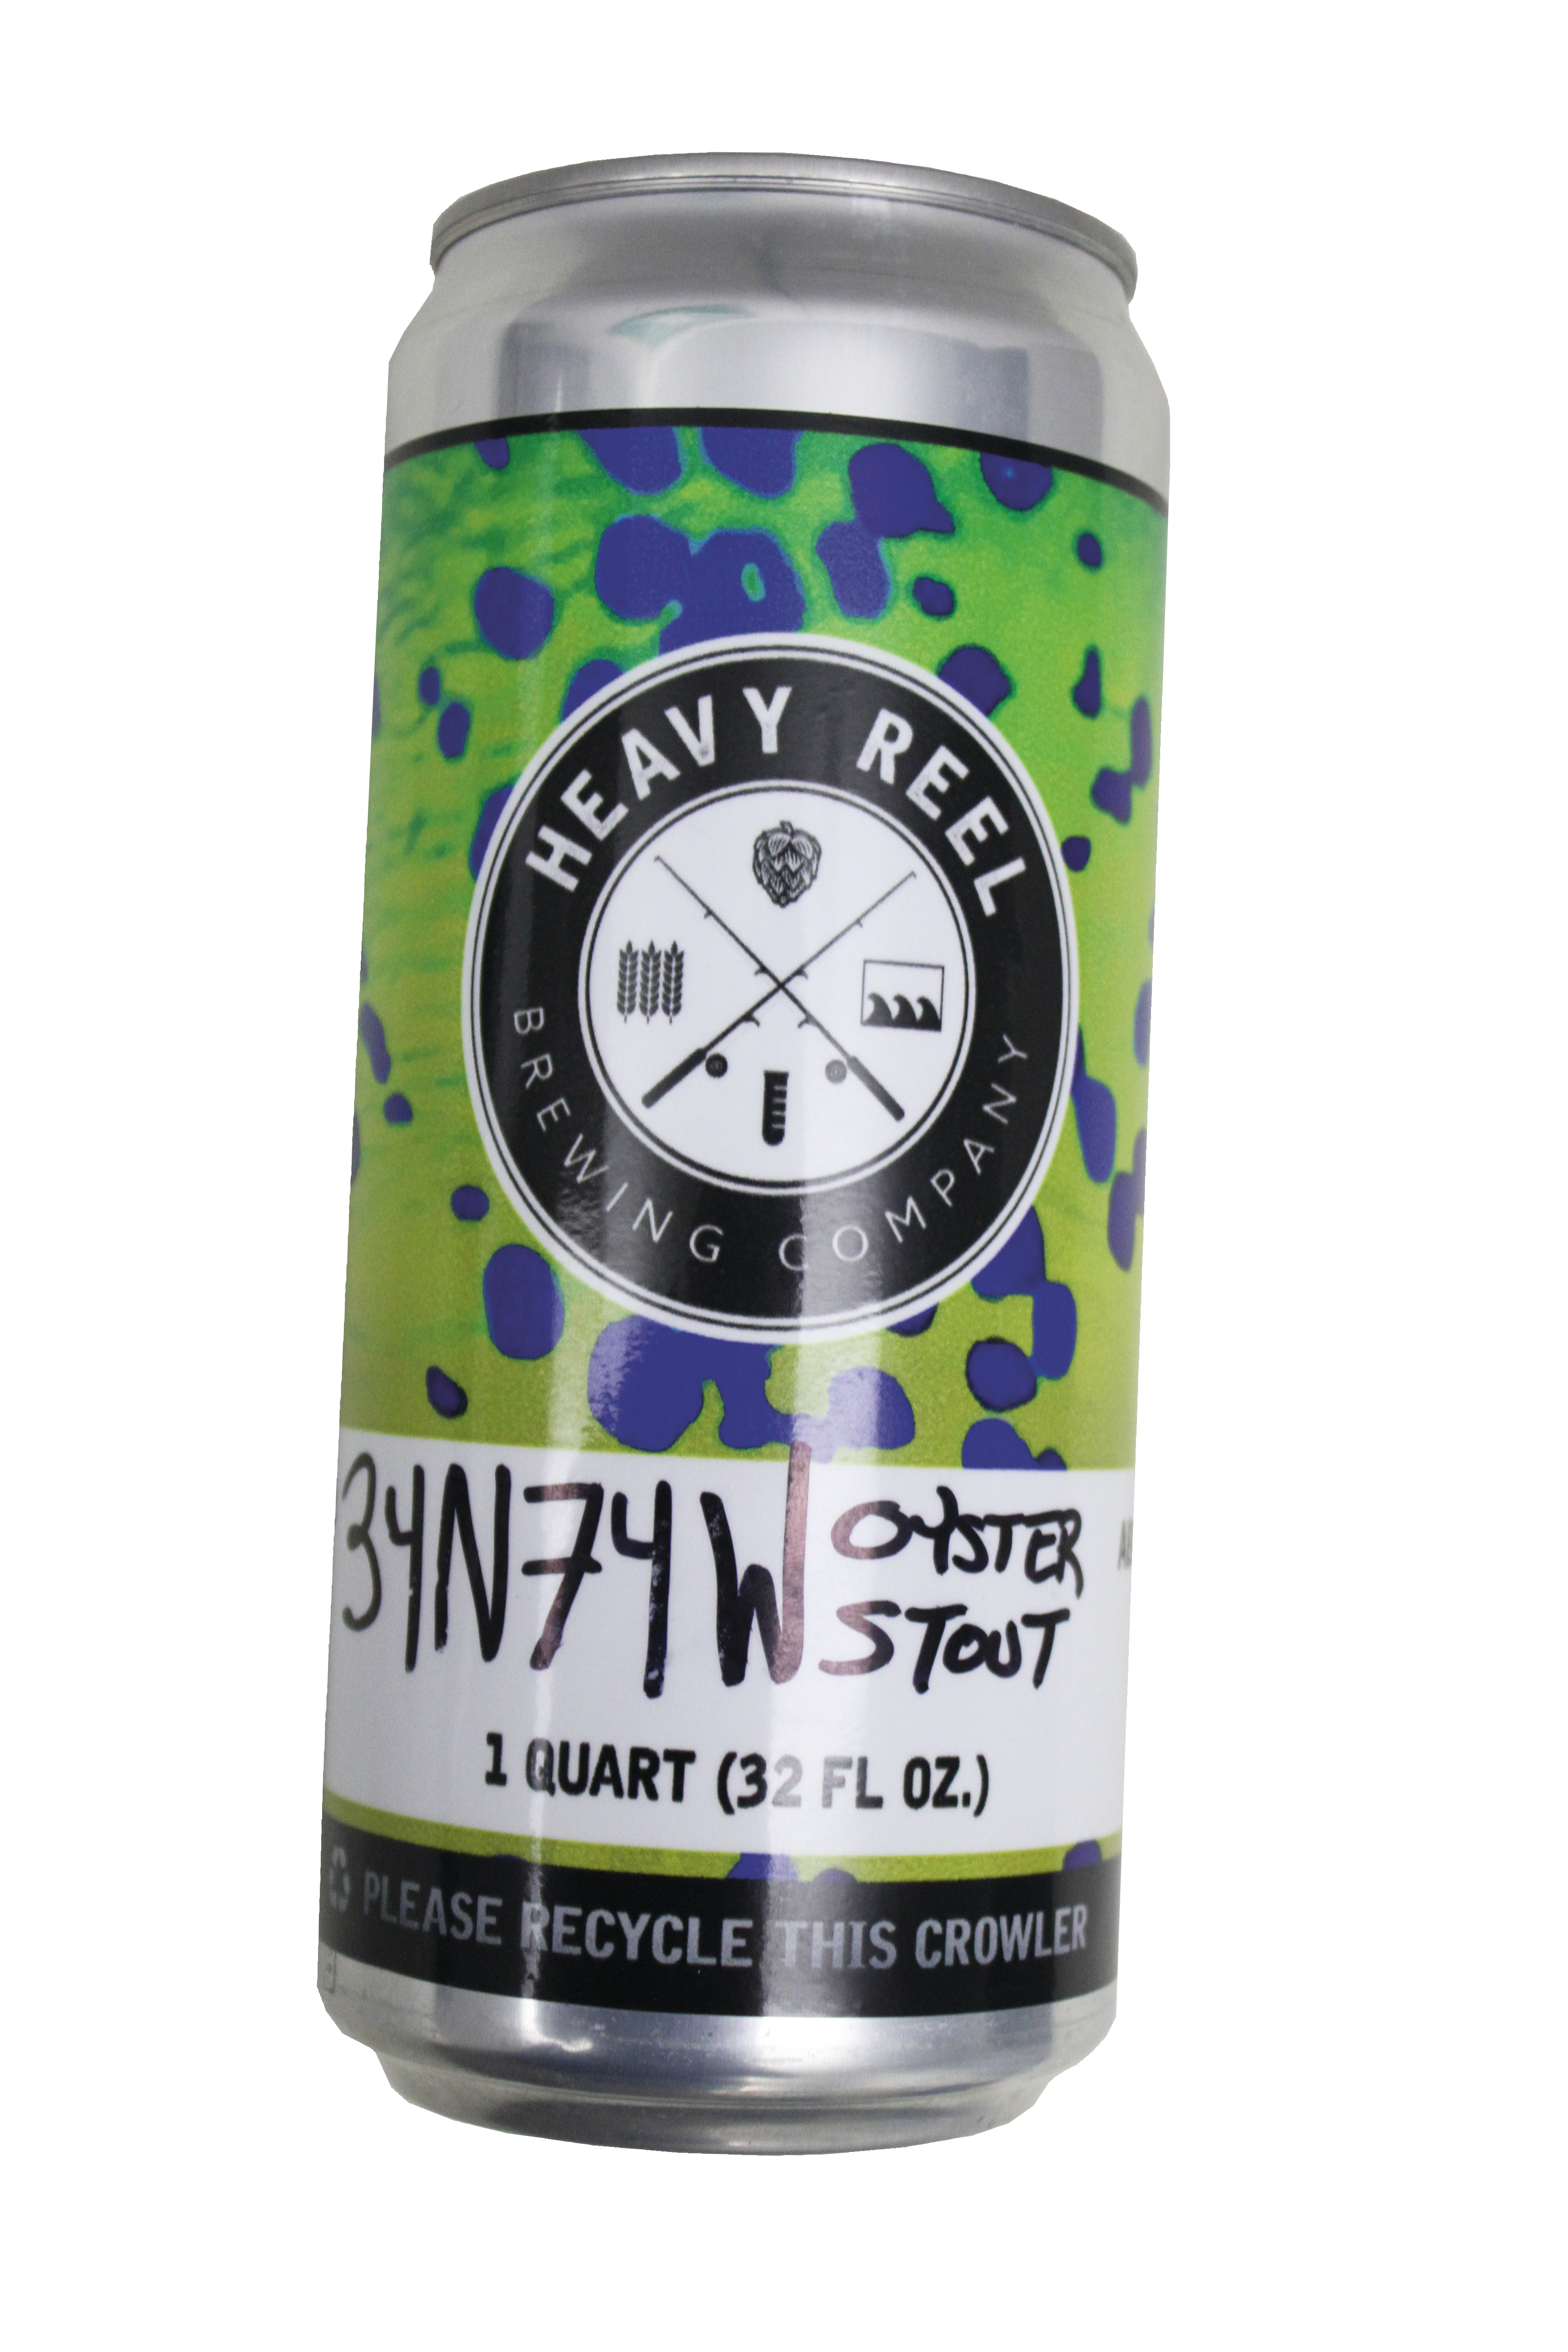 HEAVY REEL
BREWING COMPANY
34N74W OYSTER
STOUT
1 QUART (32 FL OZ.)
PLEASE RECYCLE THIS CROWLER